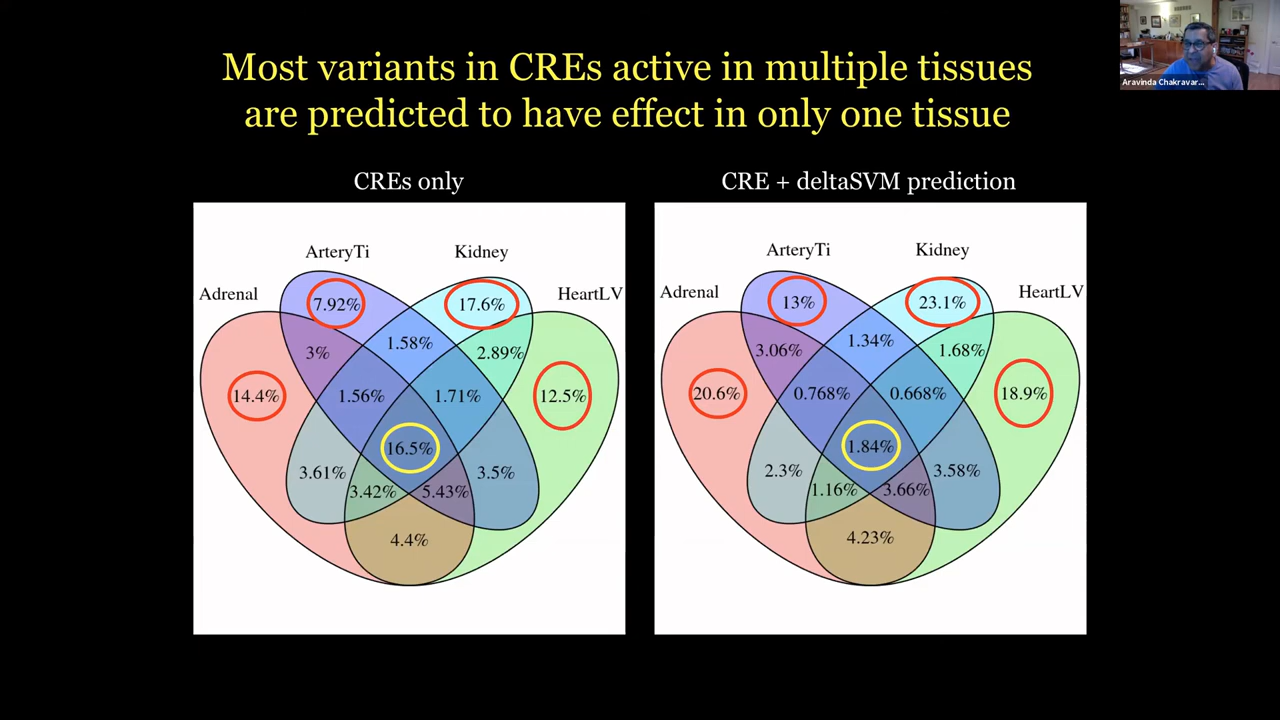 Most variants in CREs active in multiple tissues
are predicted to have effect in only one tissue
Aravinda Chakravar...
CREs only
CRE + deltaSVM prediction
ArteryTi
Kidney
Adrenal
HeartLV
7.92%
17.6%
1.58%
3%
2.89%
14.4%
1.56%
1.71%
12.5%
16.5%
3.61%
3.5%
3.42%
5.43%
4.4%
ArteryTi
Kidney
Adrenal
HeartLV
13%
23.1%
1.34%
3.06%
1.68%
20.6%
0.768%
0.668%
18.9%
1.84%
2.3%
3.58%
1.16%
3.66%
4.23%